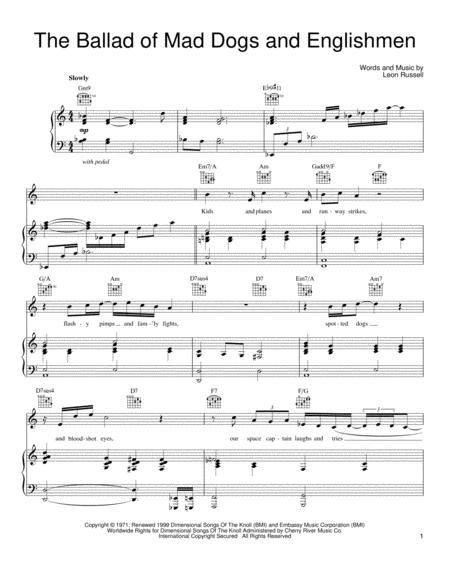 The Ballad of Mad Dogs and Englishmen
Words and Music by
Leon Russell
Slowly
Gm9 E♭9♯11
mp
with pedal
Em7/A Am Gadd9/F F
Kids and planes and run - way strikes,
G/A Am D7sus4 D7 Em7/A Am7
flash - y pimps and fam - 'ly fights, spot - ted dogs
D7sus4 D7 F7 F/G
3 3
and blood - shot eyes, our space cap - tain laughs and tries
Copyright © 1971; Renewed 1999 Dimensional Songs Of The Knoll (BMI) and Embassy Music Corporation (BMI)
Worldwide Rights for Dimensional Songs Of The Knoll Administered by Cherry River Music Co.
International Copyright Secured All Rights Reserved
1